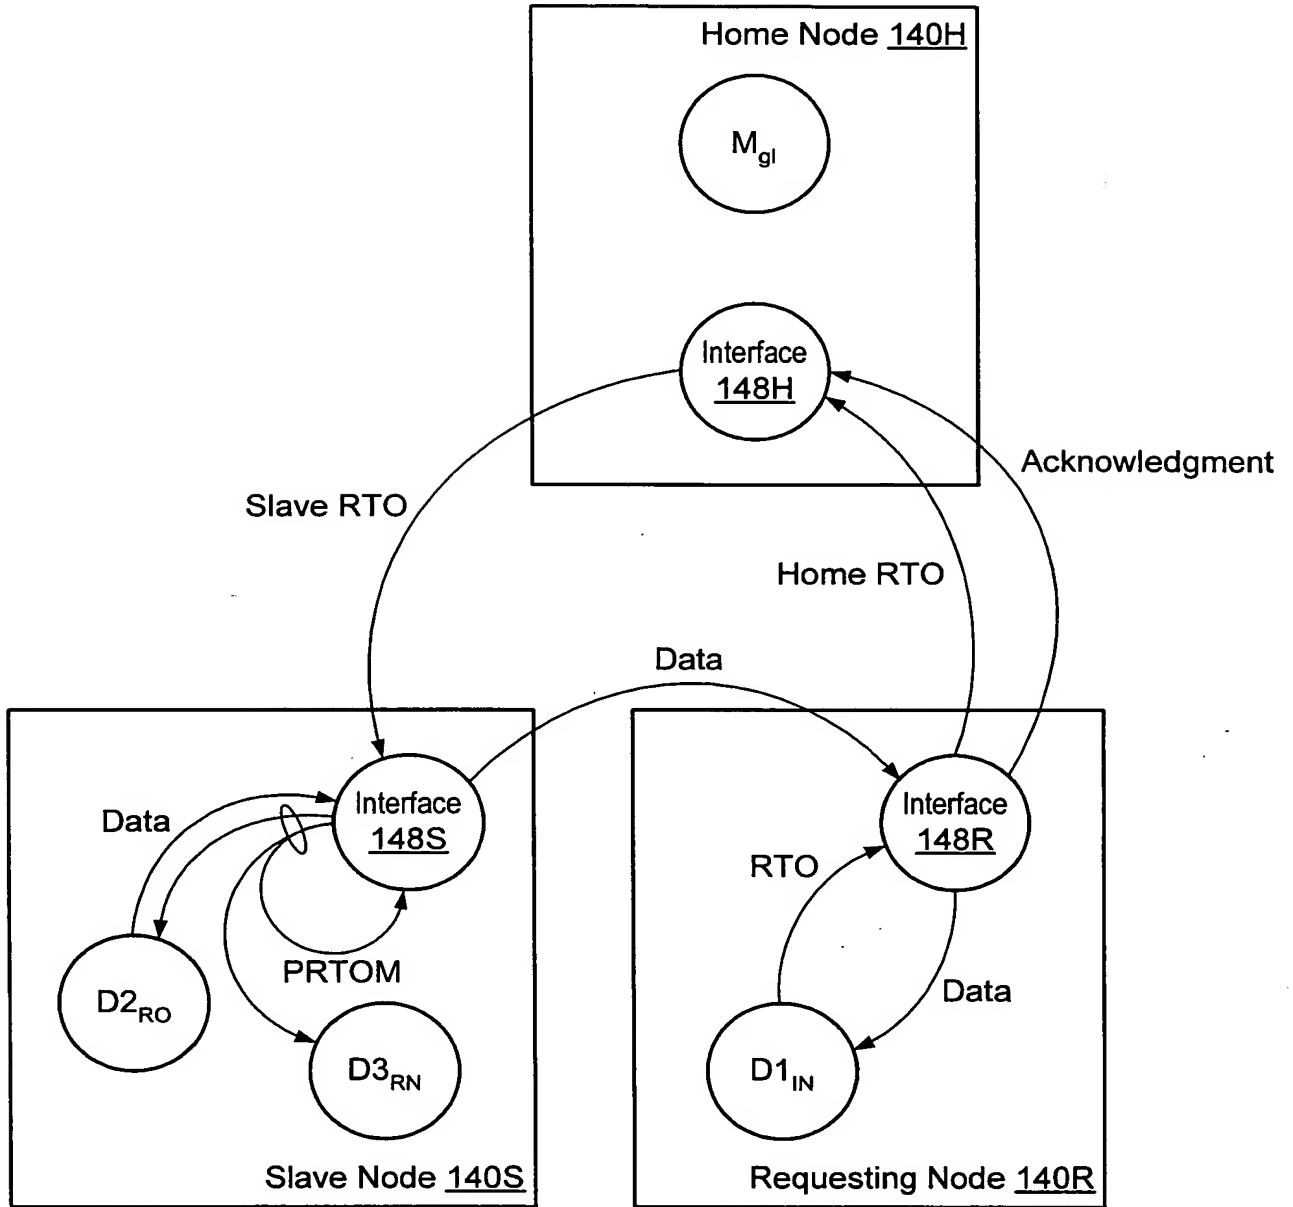 Home Node 140H
Mgl
Interface
148H
Acknowledgment
Slave RTO
Home RTO
Data
Interface
148S
Data
Interface
148R
RTO
PRTOM
Data
D2RO
D3RN
D1IN
Slave Node 140S
Requesting Node 140R